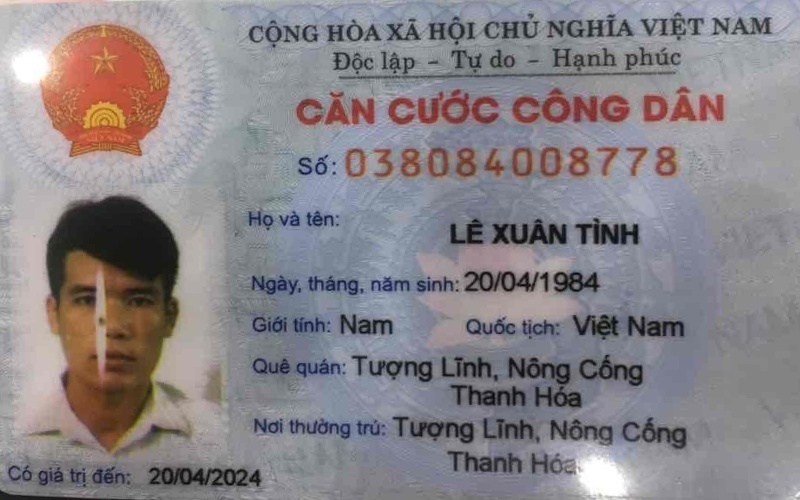 CỘNG HÒA XÃ HỘI CHỦ NGHĨA VIỆT NAM
Độc lập - Tự do - Hạnh phúc
CĂN CƯỚC CÔNG DÂN
Số: 038084008778
Họ và tên:
LÊ XUÂN TÌNH
Ngày, tháng, năm sinh: 20/04/1984
Giới tính: Nam Quốc tịch: Việt Nam
Quê quán: Tượng Lĩnh, Nông Cống
Thanh Hóa
Nơi thường trú: Tượng Lĩnh, Nông Cống
Thanh Hóa
Có giá trị đến: 20/04/2024